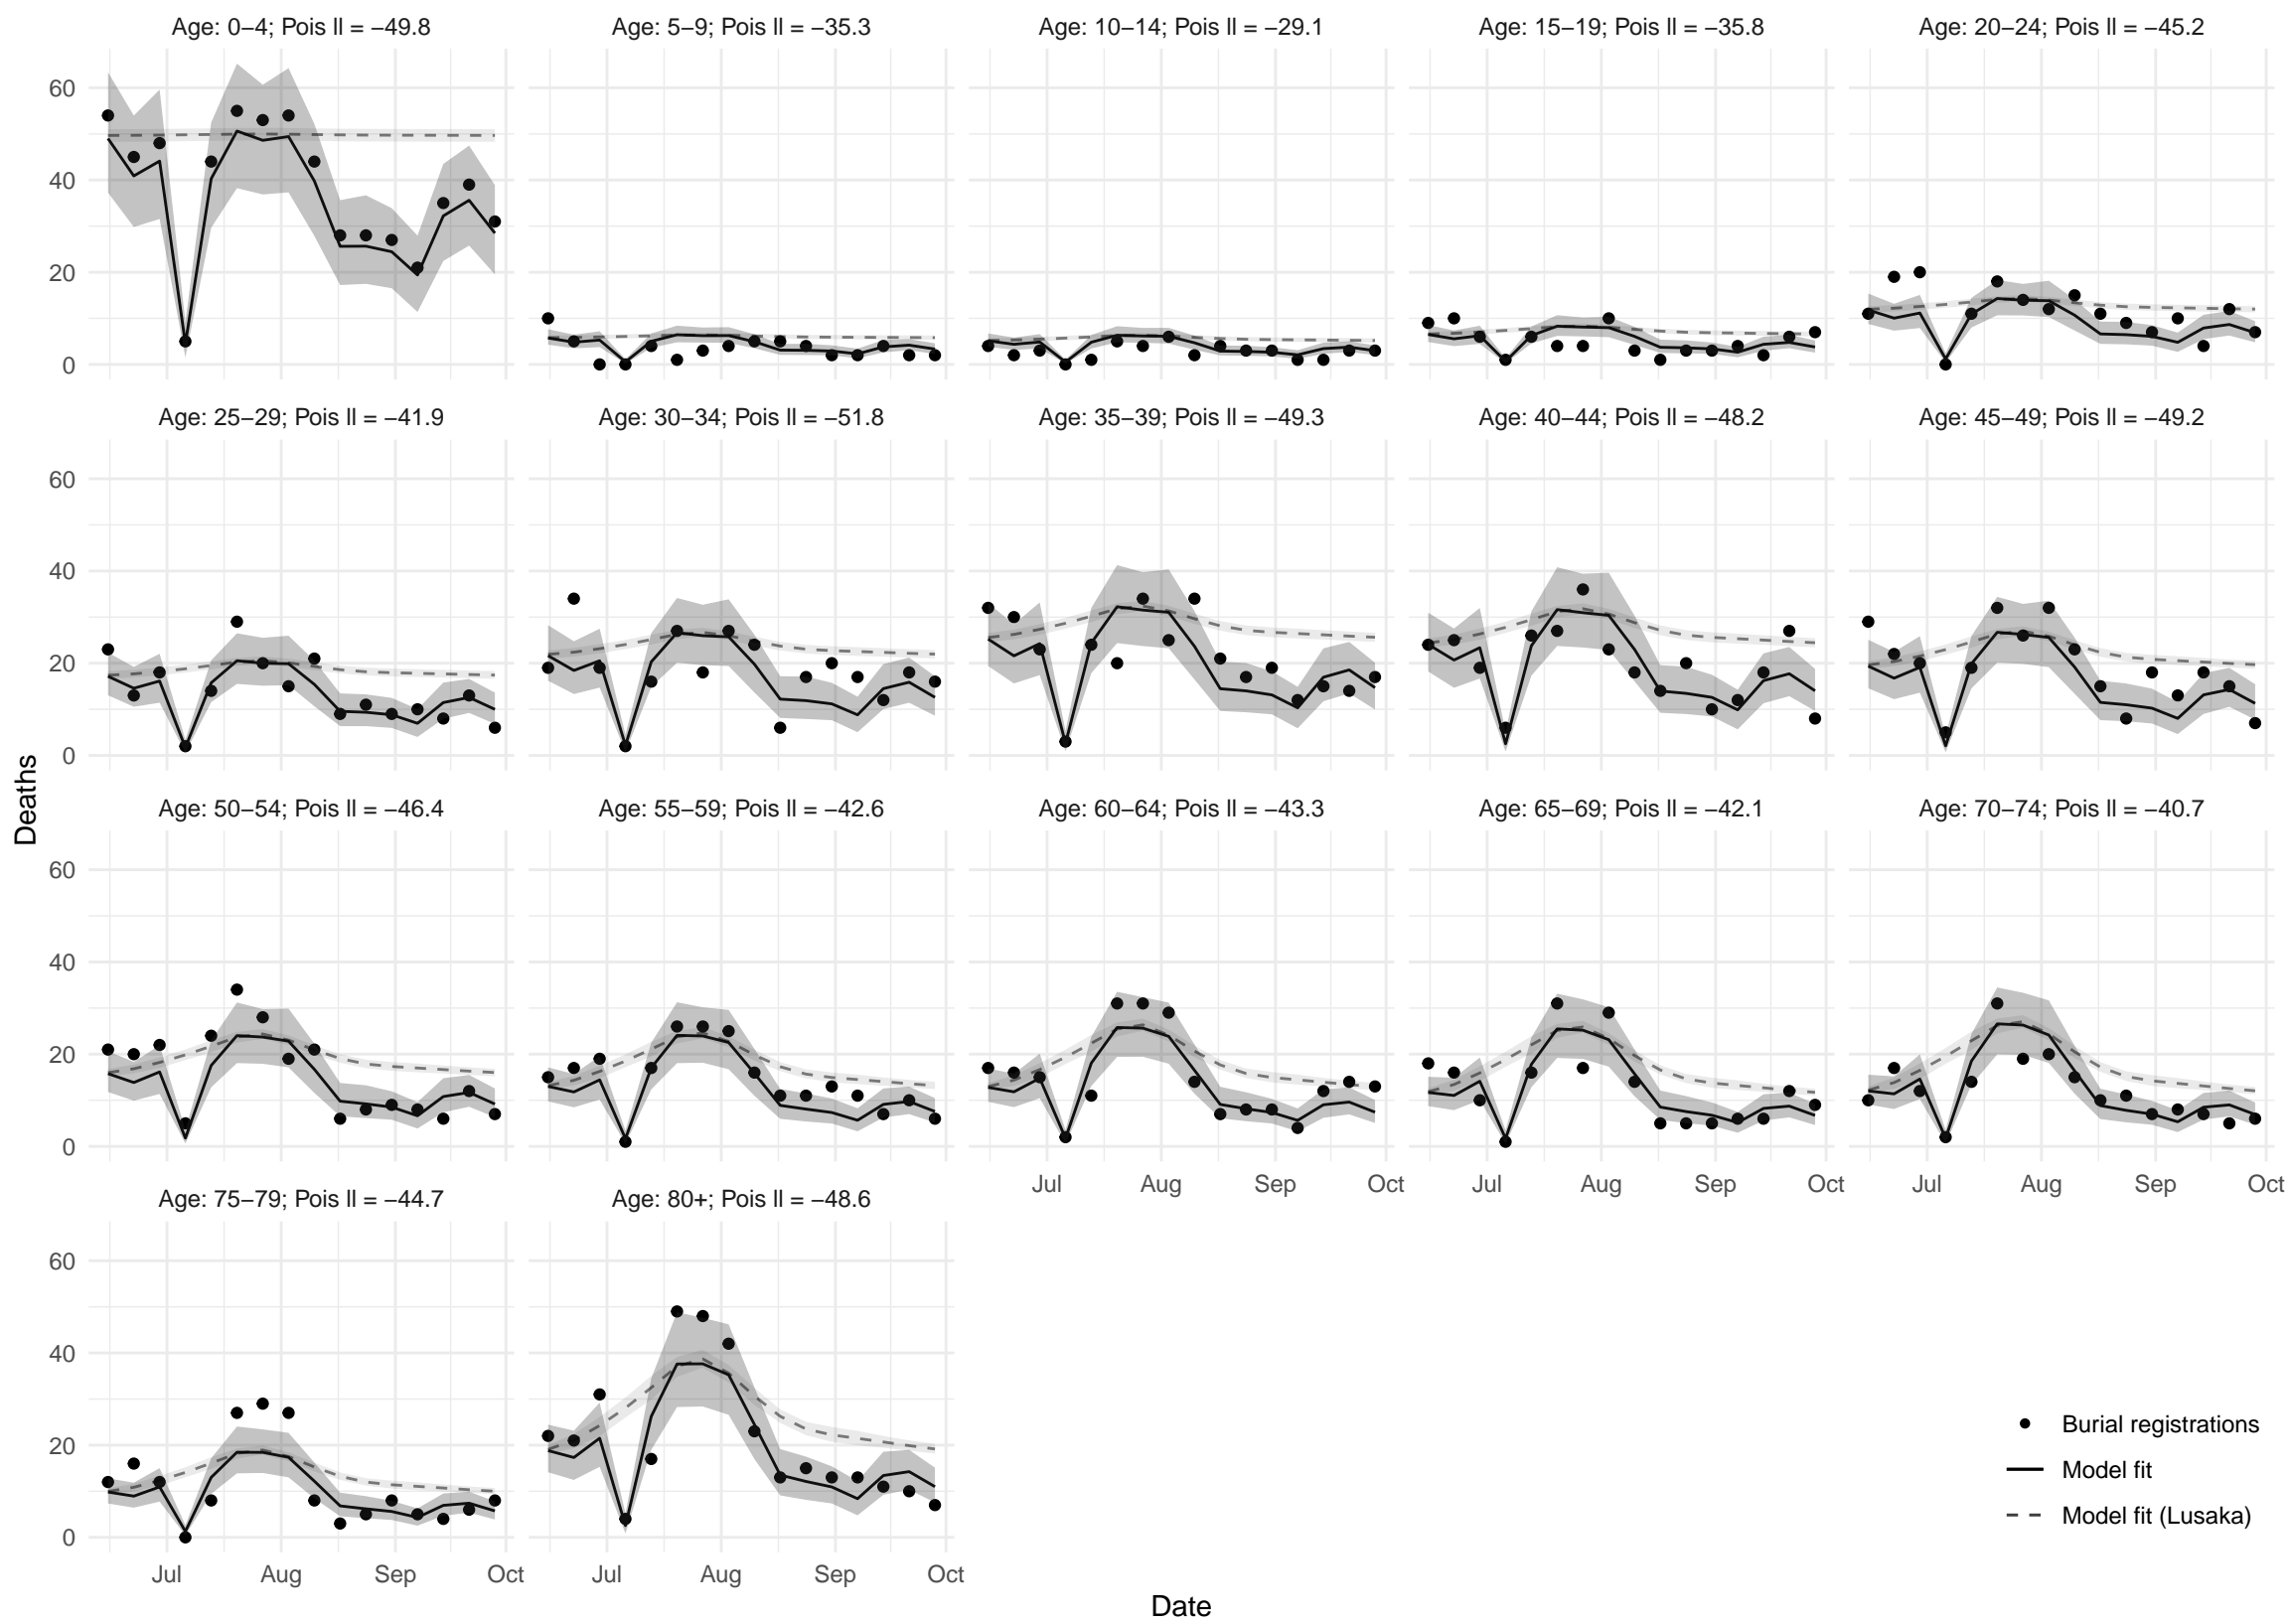 Age: 0−4; Pois ll = −49.8
Age: 5−9; Pois ll = −35.3
Age: 10−14; Pois ll = −29.1
Age: 15−19; Pois ll = −35.8
Age: 20−24; Pois ll = −45.2
60
40
20
0
Age: 25−29; Pois ll = −41.9
Age: 30−34; Pois ll = −51.8
Age: 35−39; Pois ll = −49.3
Age: 40−44; Pois ll = −48.2
Age: 45−49; Pois ll = −49.2
60
40
20
0
Deaths
Age: 50−54; Pois ll = −46.4
Age: 55−59; Pois ll = −42.6
Age: 60−64; Pois ll = −43.3
Age: 65−69; Pois ll = −42.1
Age: 70−74; Pois ll = −40.7
60
40
20
0
Jul Aug Sep Oct
Jul Aug Sep Oct
Jul Aug Sep Oct
Age: 75−79; Pois ll = −44.7
Age: 80+; Pois ll = −48.6
60
40
20
0
Jul Aug Sep Oct
Jul Aug Sep Oct
Burial registrations
Model fit
Model fit (Lusaka)
Date